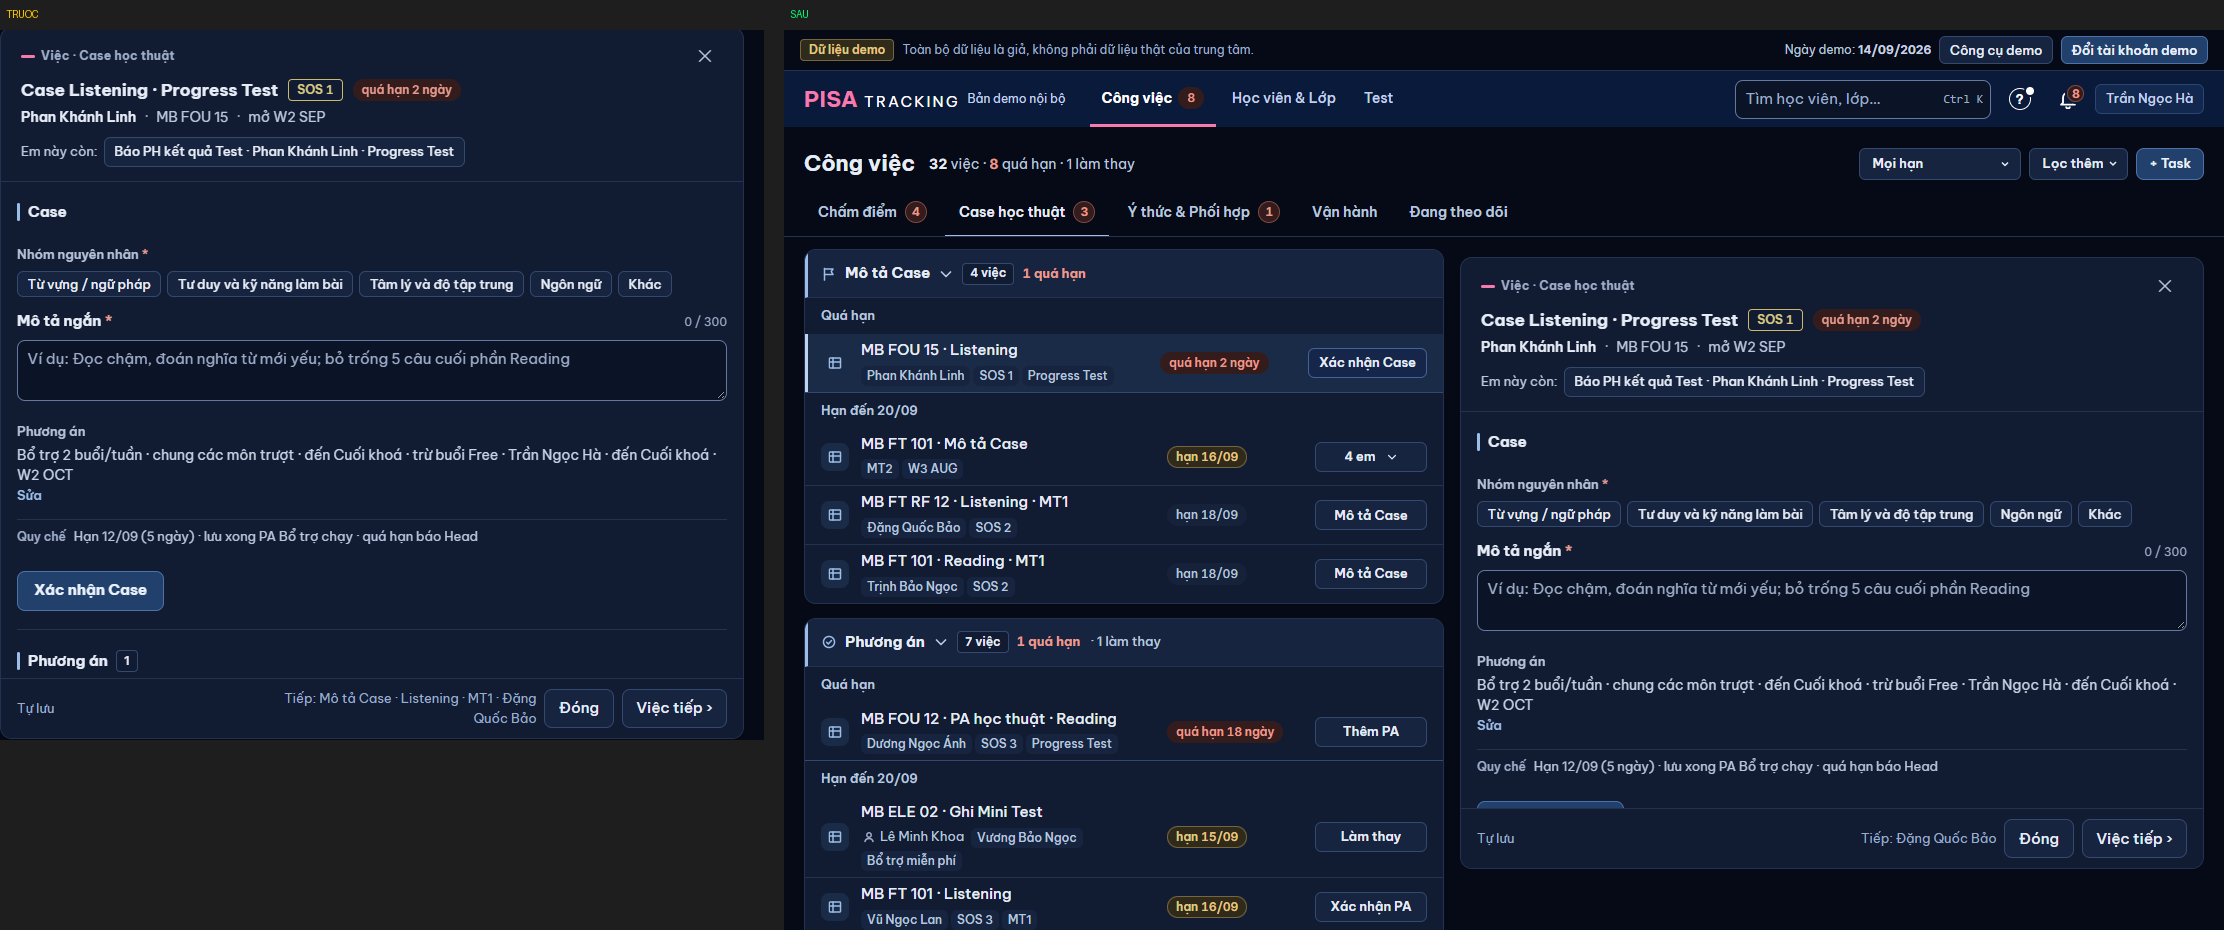 TRUOC
Việc · Case học thuật
Case Listening · Progress Test SOS 1 quá hạn 2 ngày
Phan Khánh Linh · MB FOU 15 · mở W2 SEP
Em này còn: Báo PH kết quả Test · Phan Khánh Linh · Progress Test
Case
Nhóm nguyên nhân *
Từ vựng / ngữ pháp Tư duy và kỹ năng làm bài Tâm lý và độ tập trung Ngôn ngữ Khác
Mô tả ngắn * 0 / 300
Ví dụ: Đọc chậm, đoán nghĩa từ mới yếu; bỏ trống 5 câu cuối phần Reading
Phương án
Bổ trợ 2 buổi/tuần · chung các môn trượt · đến Cuối khoá · trừ buổi Free · Trần Ngọc Hà · đến Cuối khoá ·
W2 OCT
Sửa
Quy chế Hạn 12/09 (5 ngày) · lưu xong PA Bổ trợ chạy · quá hạn báo Head
Xác nhận Case
Phương án 1
Tự lưu
Tiếp: Mô tả Case · Listening · MT1 · Đặng
Quốc Bảo
Đóng Việc tiếp ›
SAU
Dữ liệu demo Toàn bộ dữ liệu là giả, không phải dữ liệu thật của trung tâm.
Ngày demo: 14/09/2026 Công cụ demo Đổi tài khoản demo
PISA TRACKING Bản demo nội bộ Công việc 8 Học viên & Lớp Test
Tìm học viên, lớp... Ctrl K ? 8 Trần Ngọc Hà
Công việc 32 việc · 8 quá hạn · 1 làm thay
Mọi hạn Lọc thêm + Task
Chấm điểm 4 Case học thuật 3 Ý thức & Phối hợp 1 Vận hành Đang theo dõi
Mô tả Case 4 việc 1 quá hạn
Quá hạn
MB FOU 15 · Listening
Phan Khánh Linh SOS 1 Progress Test
quá hạn 2 ngày Xác nhận Case
Hạn đến 20/09
MB FT 101 · Mô tả Case
MT2 W3 AUG
hạn 16/09 4 em
MB FT RF 12 · Listening · MT1
Đặng Quốc Bảo SOS 2
hạn 18/09 Mô tả Case
MB FT 101 · Reading · MT1
Trịnh Bảo Ngọc SOS 2
hạn 18/09 Mô tả Case
Phương án 7 việc 1 quá hạn · 1 làm thay
Quá hạn
MB FOU 12 · PA học thuật · Reading
Dương Ngọc Ánh SOS 3 Progress Test
quá hạn 18 ngày Thêm PA
Hạn đến 20/09
MB ELE 02 · Ghi Mini Test
Lê Minh Khoa Vương Bảo Ngọc
Bổ trợ miễn phí
hạn 15/09 Làm thay
MB FT 101 · Listening
Vũ Ngọc Lan SOS 3 MT1
hạn 16/09 Xác nhận PA
Việc · Case học thuật
Case Listening · Progress Test SOS 1 quá hạn 2 ngày
Phan Khánh Linh · MB FOU 15 · mở W2 SEP
Em này còn: Báo PH kết quả Test · Phan Khánh Linh · Progress Test
Case
Nhóm nguyên nhân *
Từ vựng / ngữ pháp Tư duy và kỹ năng làm bài Tâm lý và độ tập trung Ngôn ngữ Khác
Mô tả ngắn * 0 / 300
Ví dụ: Đọc chậm, đoán nghĩa từ mới yếu; bỏ trống 5 câu cuối phần Reading
Phương án
Bổ trợ 2 buổi/tuần · chung các môn trượt · đến Cuối khoá · trừ buổi Free · Trần Ngọc Hà · đến Cuối khoá ·
W2 OCT
Sửa
Quy chế Hạn 12/09 (5 ngày) · lưu xong PA Bổ trợ chạy · quá hạn báo Head
Tự lưu
Tiếp: Đặng Quốc Bảo Đóng Việc tiếp ›